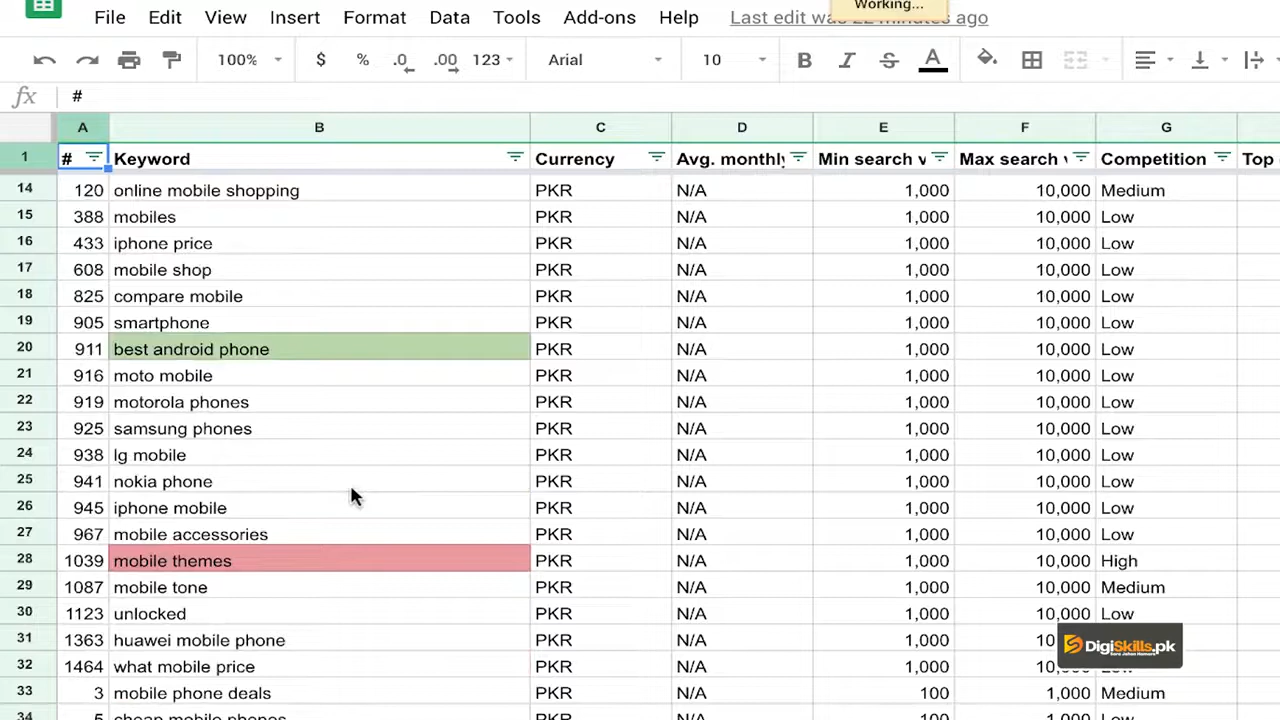 Working...
File Edit View Insert Format Data Tools Add-ons Help Last edit was 22 minutes ago
100% $ % .0 .00 123 Arial 10 B I S A
fx #
A B C D E F G
1 # Keyword Currency Avg. monthly Min search v Max search v Competition Top
14 120 online mobile shopping PKR N/A 1,000 10,000 Medium
15 388 mobiles PKR N/A 1,000 10,000 Low
16 433 iphone price PKR N/A 1,000 10,000 Low
17 608 mobile shop PKR N/A 1,000 10,000 Low
18 825 compare mobile PKR N/A 1,000 10,000 Low
19 905 smartphone PKR N/A 1,000 10,000 Low
20 911 best android phone PKR N/A 1,000 10,000 Low
21 916 moto mobile PKR N/A 1,000 10,000 Low
22 919 motorola phones PKR N/A 1,000 10,000 Low
23 925 samsung phones PKR N/A 1,000 10,000 Low
24 938 lg mobile PKR N/A 1,000 10,000 Low
25 941 nokia phone PKR N/A 1,000 10,000 Low
26 945 iphone mobile PKR N/A 1,000 10,000 Low
27 967 mobile accessories PKR N/A 1,000 10,000 Low
28 1039 mobile themes PKR N/A 1,000 10,000 High
29 1087 mobile tone PKR N/A 1,000 10,000 Medium
30 1123 unlocked PKR N/A 1,000 10,000 Low
31 1363 huawei mobile phone PKR N/A 1,000 10
DigiSkills.pk
32 1464 what mobile price PKR N/A 1,000 10, Low
33 3 mobile phone deals PKR N/A 100 1,000 Medium
34 5 cheap mobile phones PKR N/A 100 1,000 Low